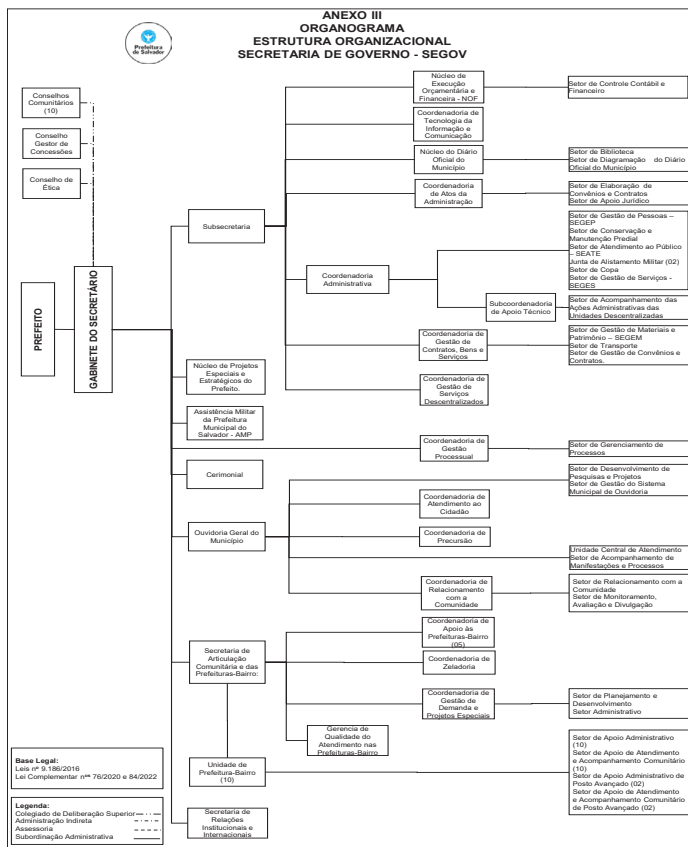 ANEXO III
ORGANOGRAMA
ESTRUTURA ORGANIZACIONAL
SECRETARIA DE GOVERNO - SEGOV
Prefeitura
de Salvador
Conselhos
Comunitários
(10)
Conselho
Gestor de
Concessões
Conselho de
Ética
PREFEITO
GABINETE DO SECRETÁRIO
Subsecretaria
Núcleo de
Execução
Orçamentária e
Financeira - NOF
Setor de Controle Contábil e
Financeiro
Coordenadoria de
Tecnologia da
Informação e
Comunicação
Núcleo do Diário
Oficial do
Município
Setor de Biblioteca
Setor de Diagramação do Diário
Oficial do Município
Coordenadoria
de Atos da
Administração
Setor de Elaboração de
Convênios e Contratos
Setor de Apoio Jurídico
Coordenadoria
Administrativa
Setor de Gestão de Pessoas –
SEGEP
Setor de Conservação e
Manutenção Predial
Setor de Atendimento ao Público
– SEATE
Junta de Alistamento Militar (02)
Setor de Copa
Setor de Gestão de Serviços -
SEGES
Subcoordenadoria
de Apoio Técnico
Setor de Acompanhamento das
Ações Administrativas das
Unidades Descentralizadas
Coordenadoria de
Gestão de
Contratos, Bens e
Serviços
Setor de Gestão de Materiais e
Patrimônio – SEGEM
Setor de Transporte
Setor de Gestão de Convênios e
Contratos.
Coordenadoria de
Gestão de
Serviços
Descentralizados
Núcleo de Projetos
Especiais e
Estratégicos do
Prefeito.
Assistência Militar
da Prefeitura
Municipal do
Salvador - AMP
Coordenadoria de
Gestão
Processual
Setor de Gerenciamento de
Processos
Cerimonial
Ouvidoria Geral do
Município
Setor de Desenvolvimento de
Pesquisas e Projetos
Setor de Gestão do Sistema
Municipal de Ouvidoria
Coordenadoria de
Atendimento ao
Cidadão
Coordenadoria de
Precursão
Unidade Central de Atendimento
Setor de Acompanhamento de
Manifestações e Processos
Coordenadoria de
Relacionamento
com a
Comunidade
Setor de Relacionamento com a
Comunidade
Setor de Monitoramento,
Avaliação e Divulgação
Secretaria de
Articulação
Comunitária e das
Prefeituras-Bairro:
Coordenadoria de
Apoio às
Prefeituras-Bairro
(05)
Coordenadoria de
Zeladoria
Coordenadoria de
Gestão de
Demanda e
Projetos Especiais
Setor de Planejamento e
Desenvolvimento
Setor Administrativo
Gerencia de
Qualidade do
Atendimento nas
Prefeituras-Bairro
Unidade de
Prefeitura-Bairro
(10)
Setor de Apoio Administrativo
(10)
Setor de Apoio de Atendimento
e Acompanhamento Comunitário
(10)
Setor de Apoio Administrativo de
Posto Avançado (02)
Setor de Apoio de Atendimento
e Acompanhamento Comunitário
de Posto Avançado (02)
Secretaria de
Relações
Institucionais e
Internacionais
Base Legal:
Leis nº 9.186/2016
Lei Complementar nºs 76/2020 e 84/2022
Legenda:
Colegiado de Deliberação Superior
Administração Indireta
Assessoria
Subordinação Administrativa